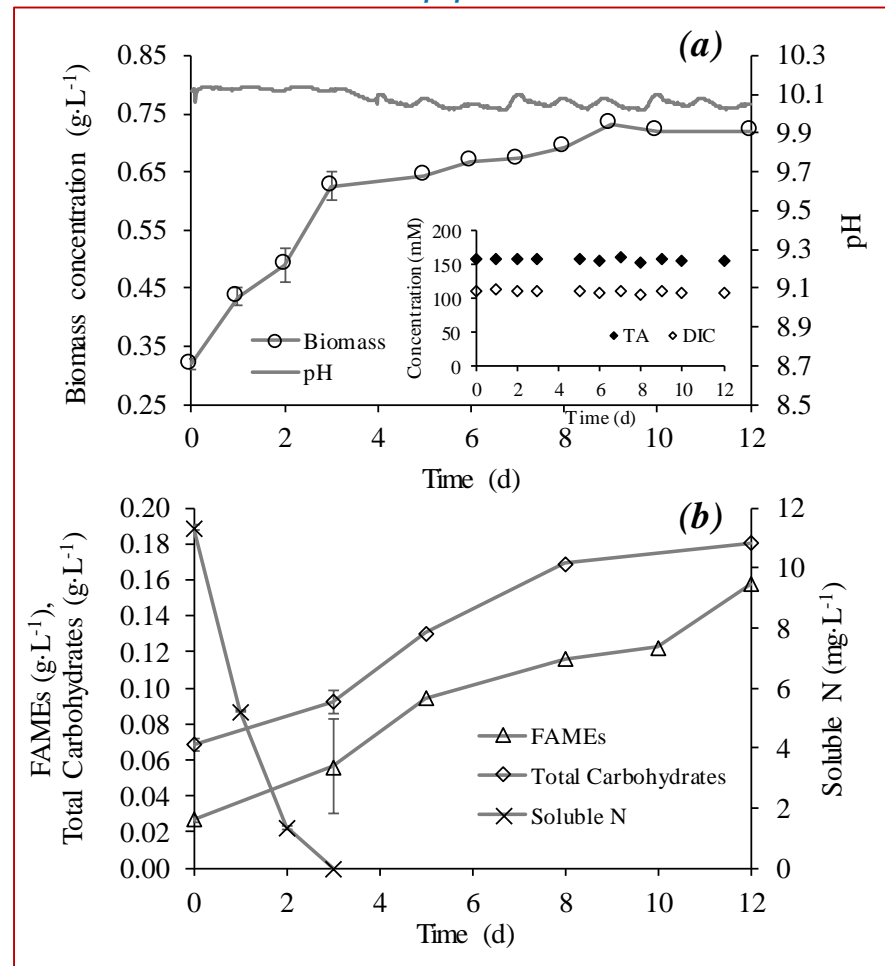 (a)
Biomass concentration (g·L-1)
0.85
0.75
0.65
0.55
0.45
0.35
0.25
10.3
10.1
9.9
9.7
9.5
9.3
9.1
8.9
8.7
8.5
pH
Biomass
pH
Concentration (mM)
200
150
100
50
0
TA DIC
0 2 4 6 8 10 12
Time (d)
0 2 4 6 8 10 12
Time (d)
(b)
FAMEs (g·L-1),
Total Carbohydrates (g·L-1)
0.20
0.18
0.16
0.14
0.12
0.10
0.08
0.06
0.04
0.02
0.00
12
10
8
6
4
2
0
Soluble N (mg·L-1)
FAMEs
Total Carbohydrates
Soluble N
0 2 4 6 8 10 12
Time (d)